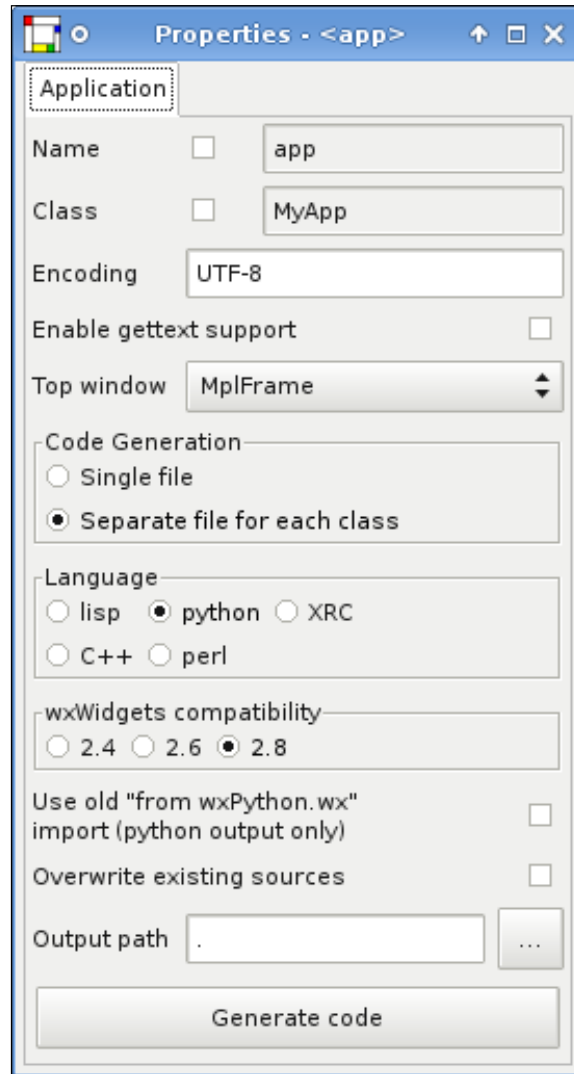 Properties - <app>
Application
Name app
Class MyApp
Encoding UTF-8
Enable gettext support
Top window MplFrame
Code Generation
Single file
Separate file for each class
Language
lisp python XRC
C++ perl
wxWidgets compatibility
2.4 2.6 2.8
Use old "from wxPython.wx"
import (python output only)
Overwrite existing sources
Output path . ...
Generate code